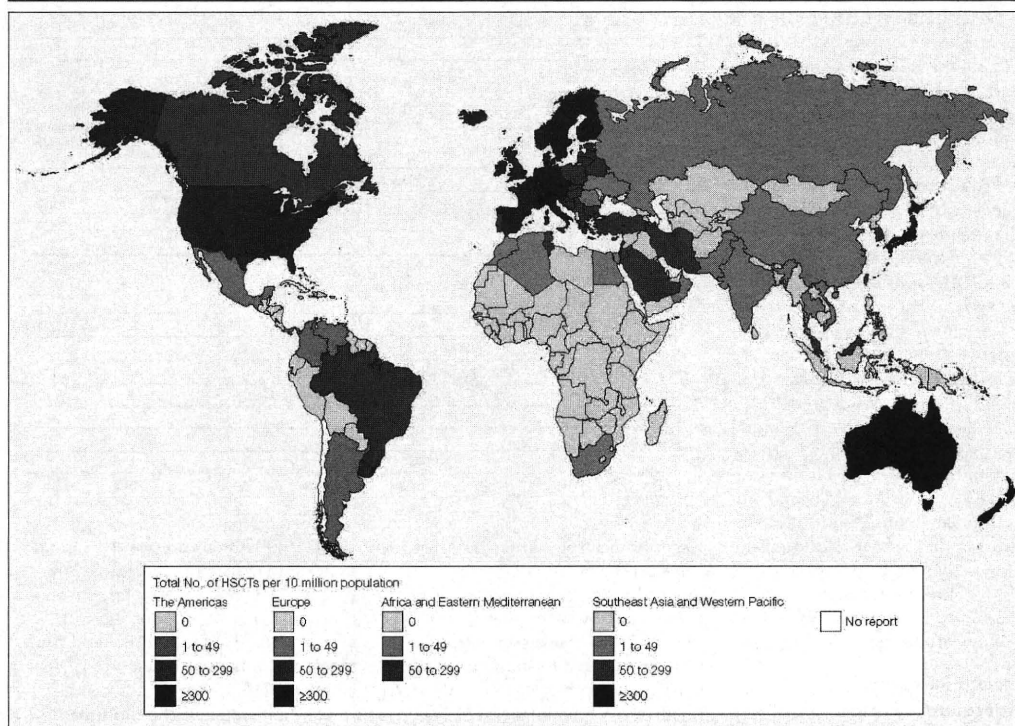 Total No. of HSCTs per 10 million population
The Americas Europe Africa and Eastern Mediterranean Southeast Asia and Western Pacific
0 0 0 0 No report
1 to 49 1 to 49 1 to 49 1 to 49
50 to 299 50 to 299 50 to 299 50 to 299
≥300 ≥300 ≥300